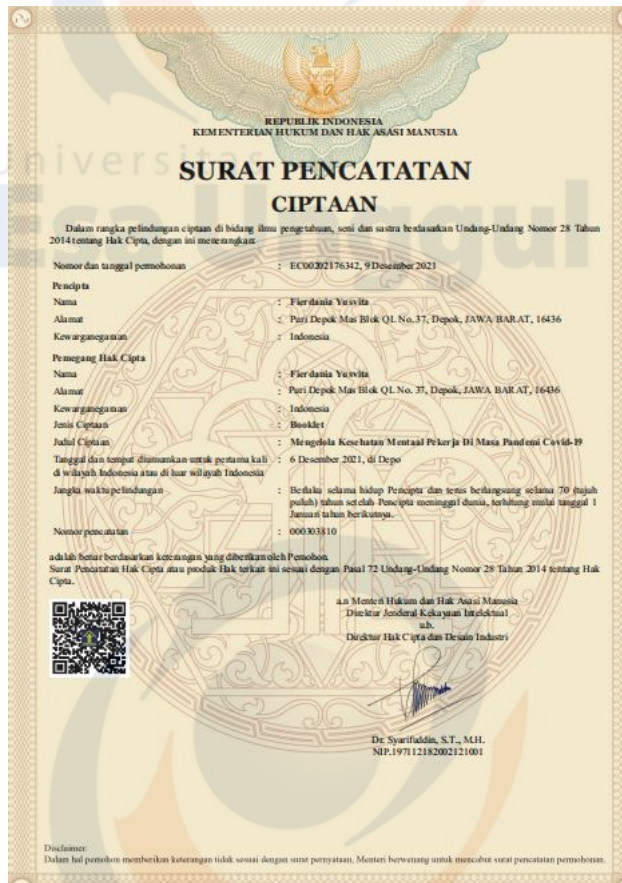 REPUBLIK INDONESIA
KEMENTERIAN HUKUM DAN HAK ASASI MANUSIA
Universitas
Esa Unggul
SURAT PENCATATAN
CIPTAAN
Dalam rangka pelindungan ciptaan di bidang ilmu pengetahuan, seni dan sastra berdasarkan Undang-Undang Nomor 28 Tahun
2014 tentang Hak Cipta, dengan ini menerangkan:
Nomor dan tanggal permohonan : EC00202176342, 9 Desember 2021
Pencipta
Nama : Fierdania Yusvita
Alamat : Puri Depok Mas Blok QL No.37, Depok, JAWA BARAT, 16436
Kewarganegaraan : Indonesia
Pemegang Hak Cipta
Nama : Fierdania Yusvita
Alamat : Puri Depok Mas Blok QL No. 37, Depok, JAWA BARAT, 16436
Kewarganegaraan : Indonesia
Jenis Ciptaan : Booklet
Judul Ciptaan : Mengelola Kesehatan Mentaal Pekerja Di Masa Pandemi Covid-19
Tanggal dan tempat diumumkan untuk pertama kali : 6 Desember 2021, di Depo
di wilayah Indonesia atau di luar wilayah Indonesia
Jangka waktu pelindungan : Berlaku selama hidup Pencipta dan terus berlangsung selama 70 (tujuh
puluh) tahun setelah Pencipta meninggal dunia, terhitung mulai tanggal 1
Januari tahun berikutnya.
Nomor pencatatan : 000303810
adalah benar berdasarkan keterangan yang diberikan oleh Pemohon.
Surat Pencatatan Hak Cipta atau produk Hak terkait ini sesuai dengan Pasal 72 Undang-Undang Nomor 28 Tahun 2014 tentang Hak
Cipta.
a.n Menteri Hukum dan Hak Asasi Manusia
Direktur Jenderal Kekayaan Intelektual
u.b.
Direktur Hak Cipta dan Desain Industri
Dr. Syarifuddin, S.T., M.H.
NIP.197112182002121001
Disclaimer:
Dalam hal pemohon memberikan keterangan tidak sesuai dengan surat pernyataan, Menteri berwenang untuk mencabut surat pencatatan permohonan.